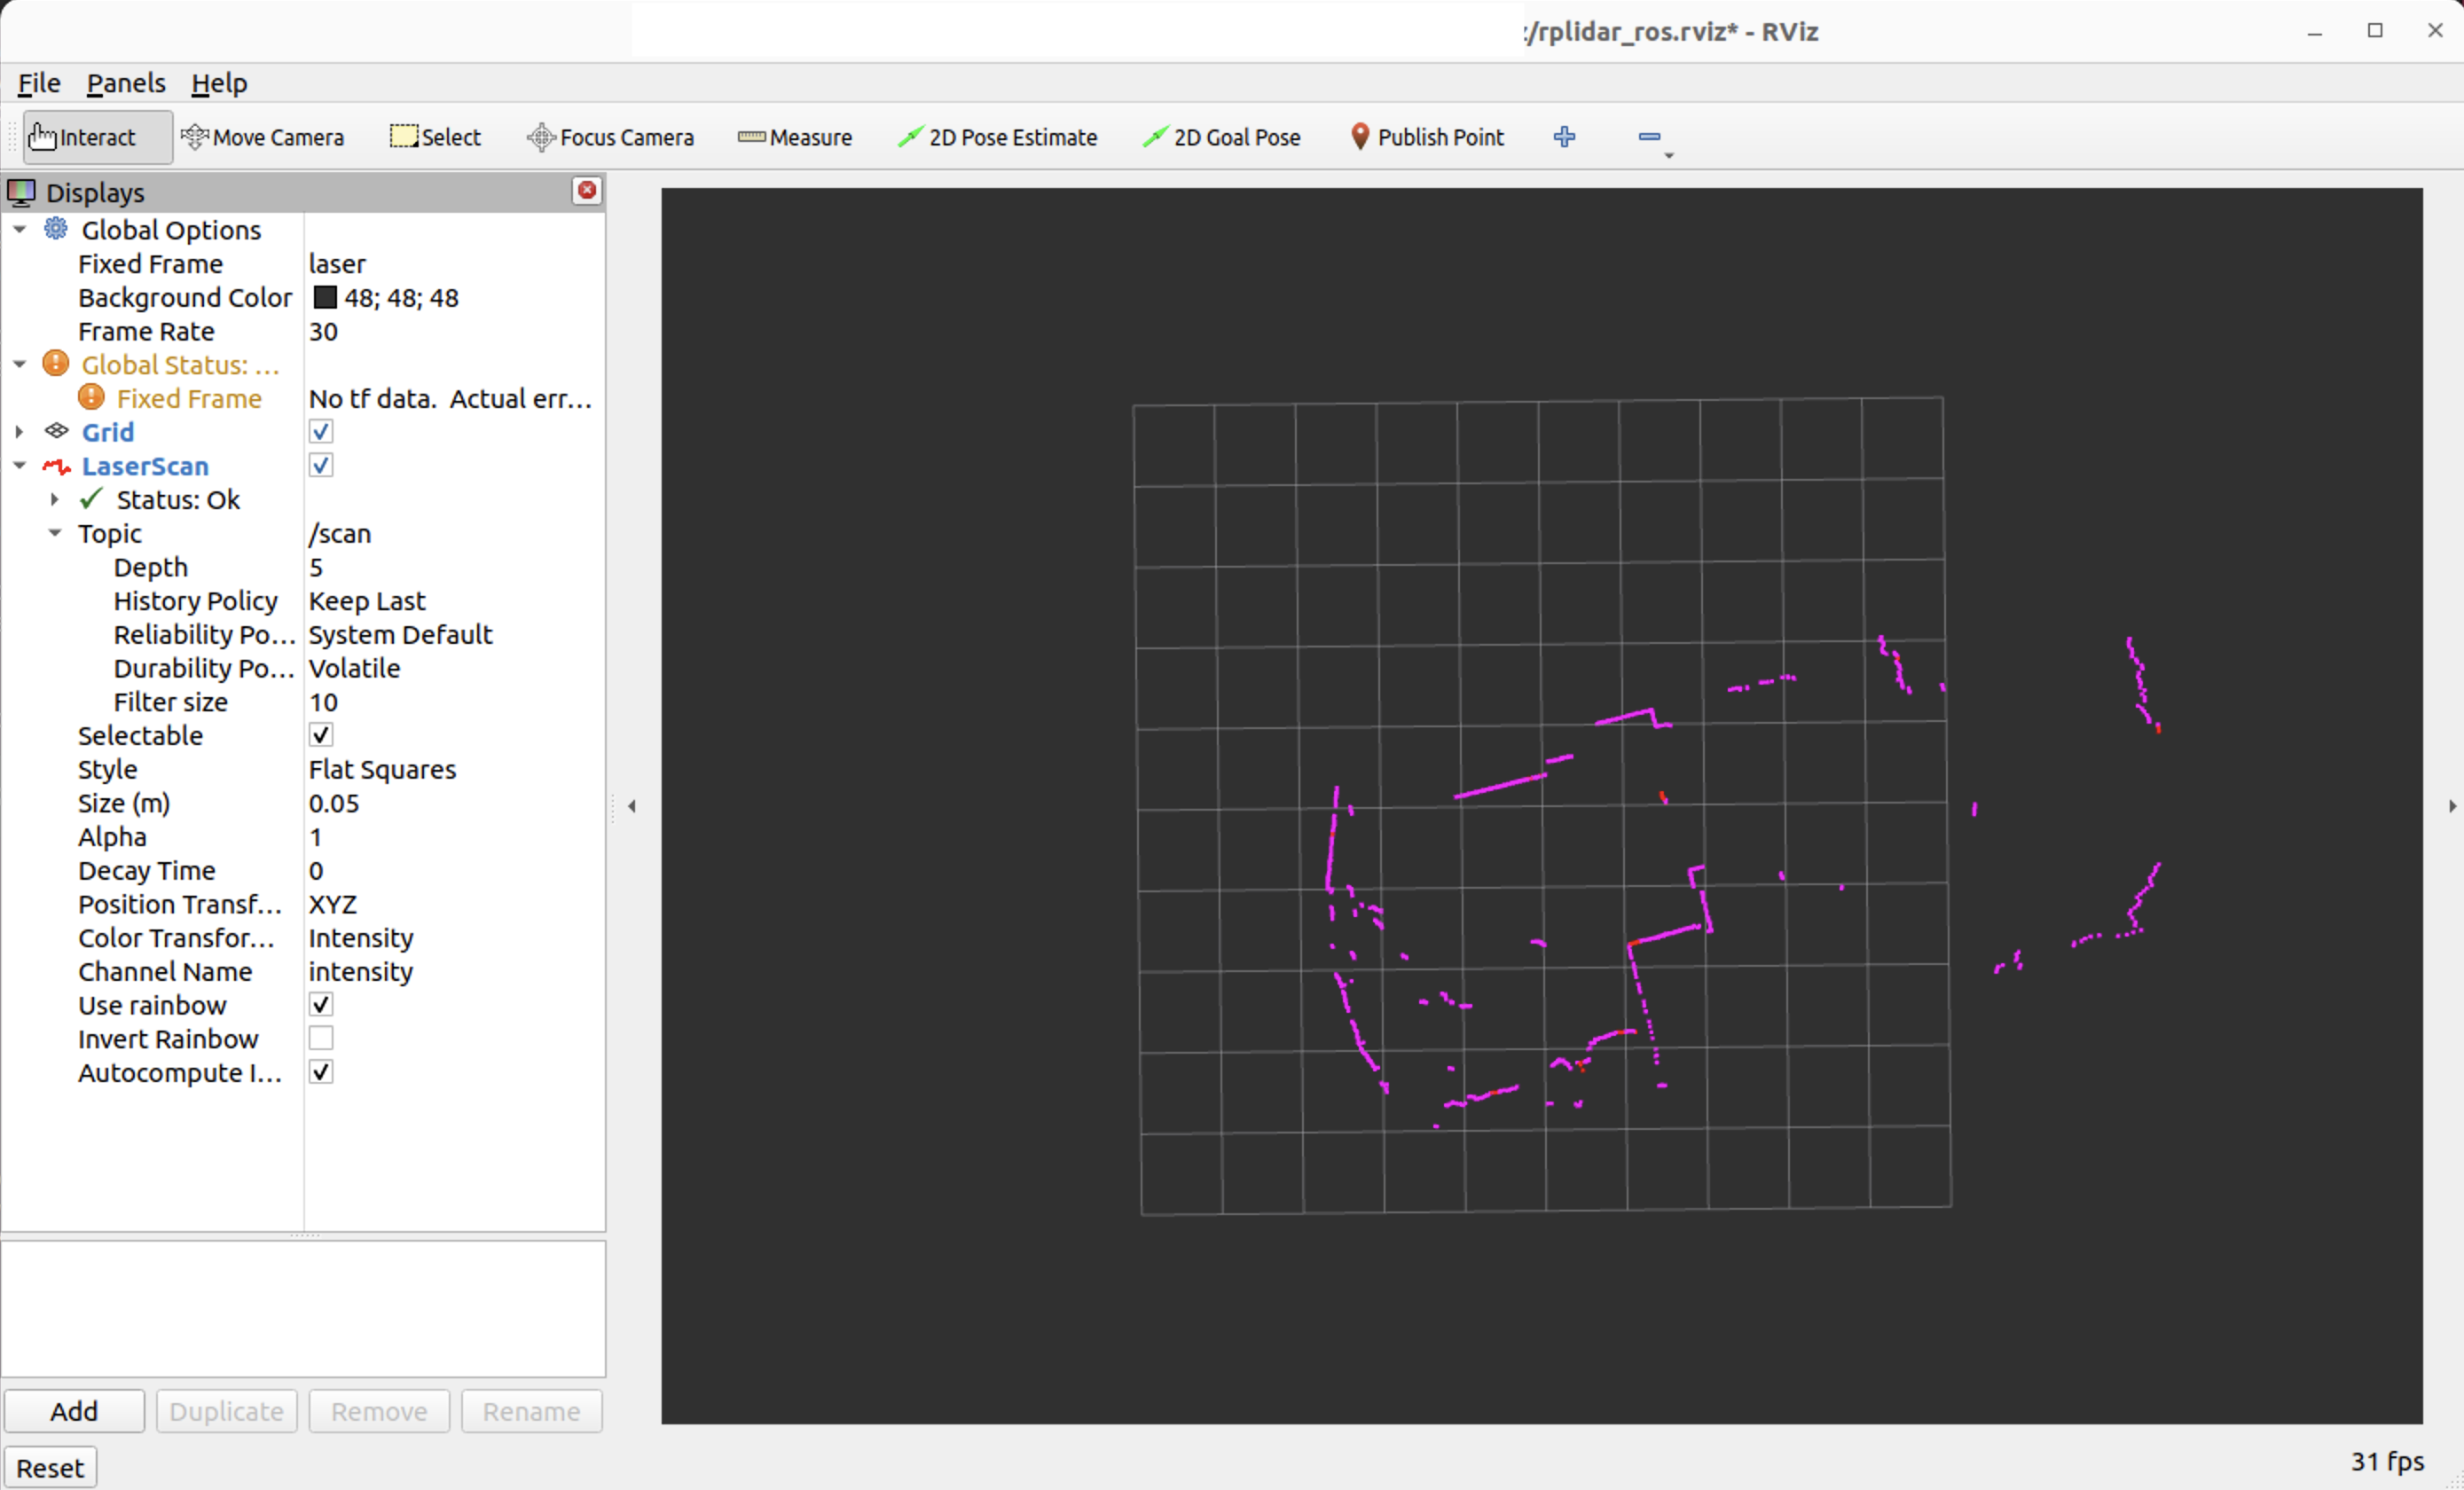 :/rplidar_ros.rviz* - RViz
File Panels Help
Interact Move Camera Select Focus Camera Measure 2D Pose Estimate 2D Goal Pose Publish Point
Displays
Global Options
Fixed Frame laser
Background Color 48; 48; 48
Frame Rate 30
Global Status: ...
Fixed Frame No tf data. Actual err...
Grid
LaserScan
Status: Ok
Topic /scan
Depth 5
History Policy Keep Last
Reliability Po... System Default
Durability Po... Volatile
Filter size 10
Selectable
Style Flat Squares
Size (m) 0.05
Alpha 1
Decay Time 0
Position Transf... XYZ
Color Transfor... Intensity
Channel Name intensity
Use rainbow
Invert Rainbow
Autocompute I...
Add Duplicate Remove Rename
Reset
31 fps